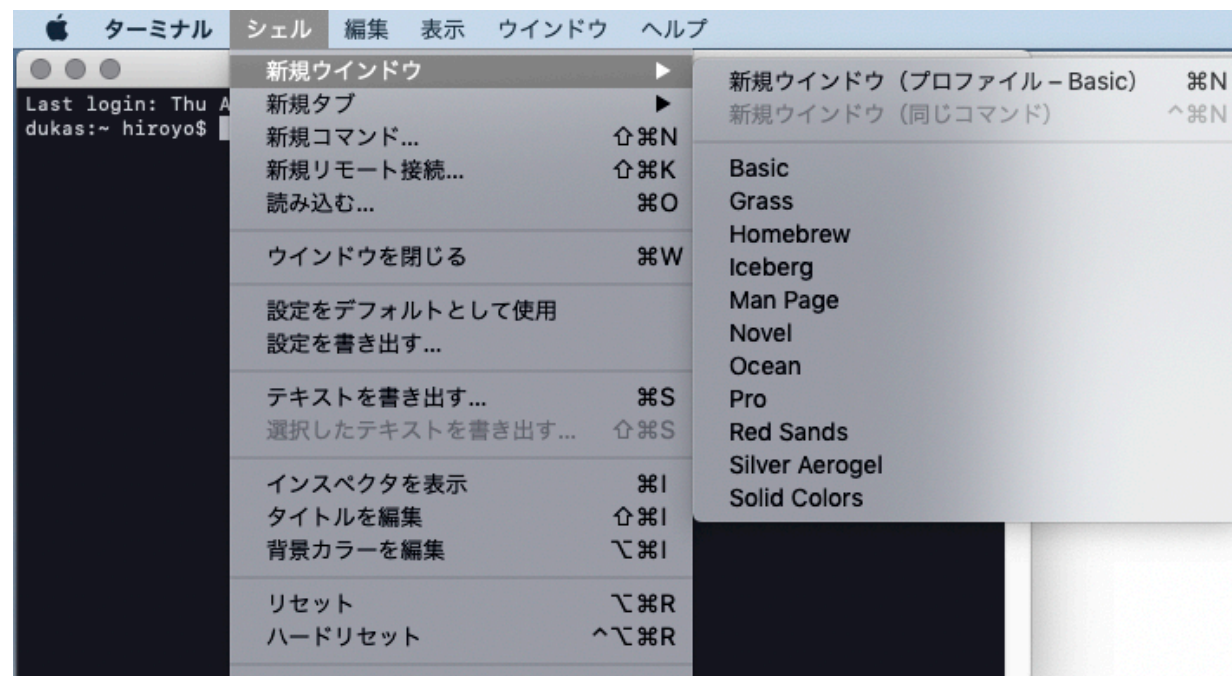 ターミナル シェル 編集 表示 ウインドウ ヘルプ
Last login: Thu A
dukas:~ hiroyo$
新規ウインドウ ▶
新規タブ ▶
新規コマンド... ⇧⌘N
新規リモート接続... ⇧⌘K
読み込む... ⌘O
ウインドウを閉じる ⌘W
設定をデフォルトとして使用
設定を書き出す...
テキストを書き出す... ⌘S
選択したテキストを書き出す... ⇧⌘S
インスペクタを表示 ⌘I
タイトルを編集 ⇧⌘I
背景カラーを編集 ⌥⌘I
リセット ⌥⌘R
ハードリセット ^⌥⌘R
新規ウインドウ（プロファイル – Basic） ⌘N
新規ウインドウ（同じコマンド） ^⌘N
Basic
Grass
Homebrew
Iceberg
Man Page
Novel
Ocean
Pro
Red Sands
Silver Aerogel
Solid Colors